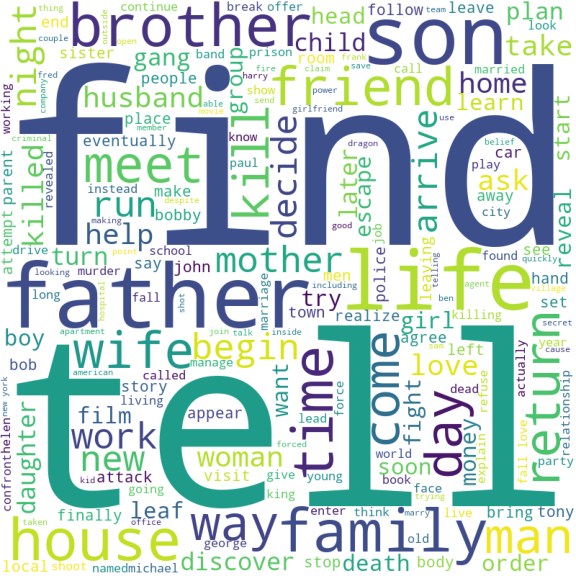 find
tell
father
life
son
brother
family
house
time
day
man
way
friend
wife
meet
kill
come
return
night
work
new
begin
mother
run
help
decide
home
child
husband
gang
group
killed
take
ask
plan
arrive
later
escape
learn
start
reveal
head
follow
leave
break
offer
team
continue
look
thing
couple
end
sister
outside
open
band
prison
people
room
claim
fire
frank
save
call
married
working
company
fred
place
show
harry
send
able
movie
girlfriend
power
use
criminal
member
know
eventually
paul
dragon
play
car
belief
away
city
parent
attempt
revealed
instead
make
despite
bobby
making
good
job
drive
looking
point
turn
school
murder
say
john
try
men
police
leaving
telling
found
quickly
see
hand
including
long
hospital
fall
shot
marriage
town
realize
girl
ben
agent
killing
village
set
boy
apartment
join
talk
inside
agree
left
secret
year
cause
bob
american
manage
love
sam
actually
story
called
want
force
dead
refuse
relationship
new york
confront
helen
living
film
appear
lead
fight
money
explain
daughter
kid
attack
woman
forced
world
soon
fall love
going
visit
give
young
book
face
trying
party
finally
leaf
king
taken
office
enter
think
marry
live
bring
tony
local
shoot
named
michael
george
discover
stop
death
old
body
order